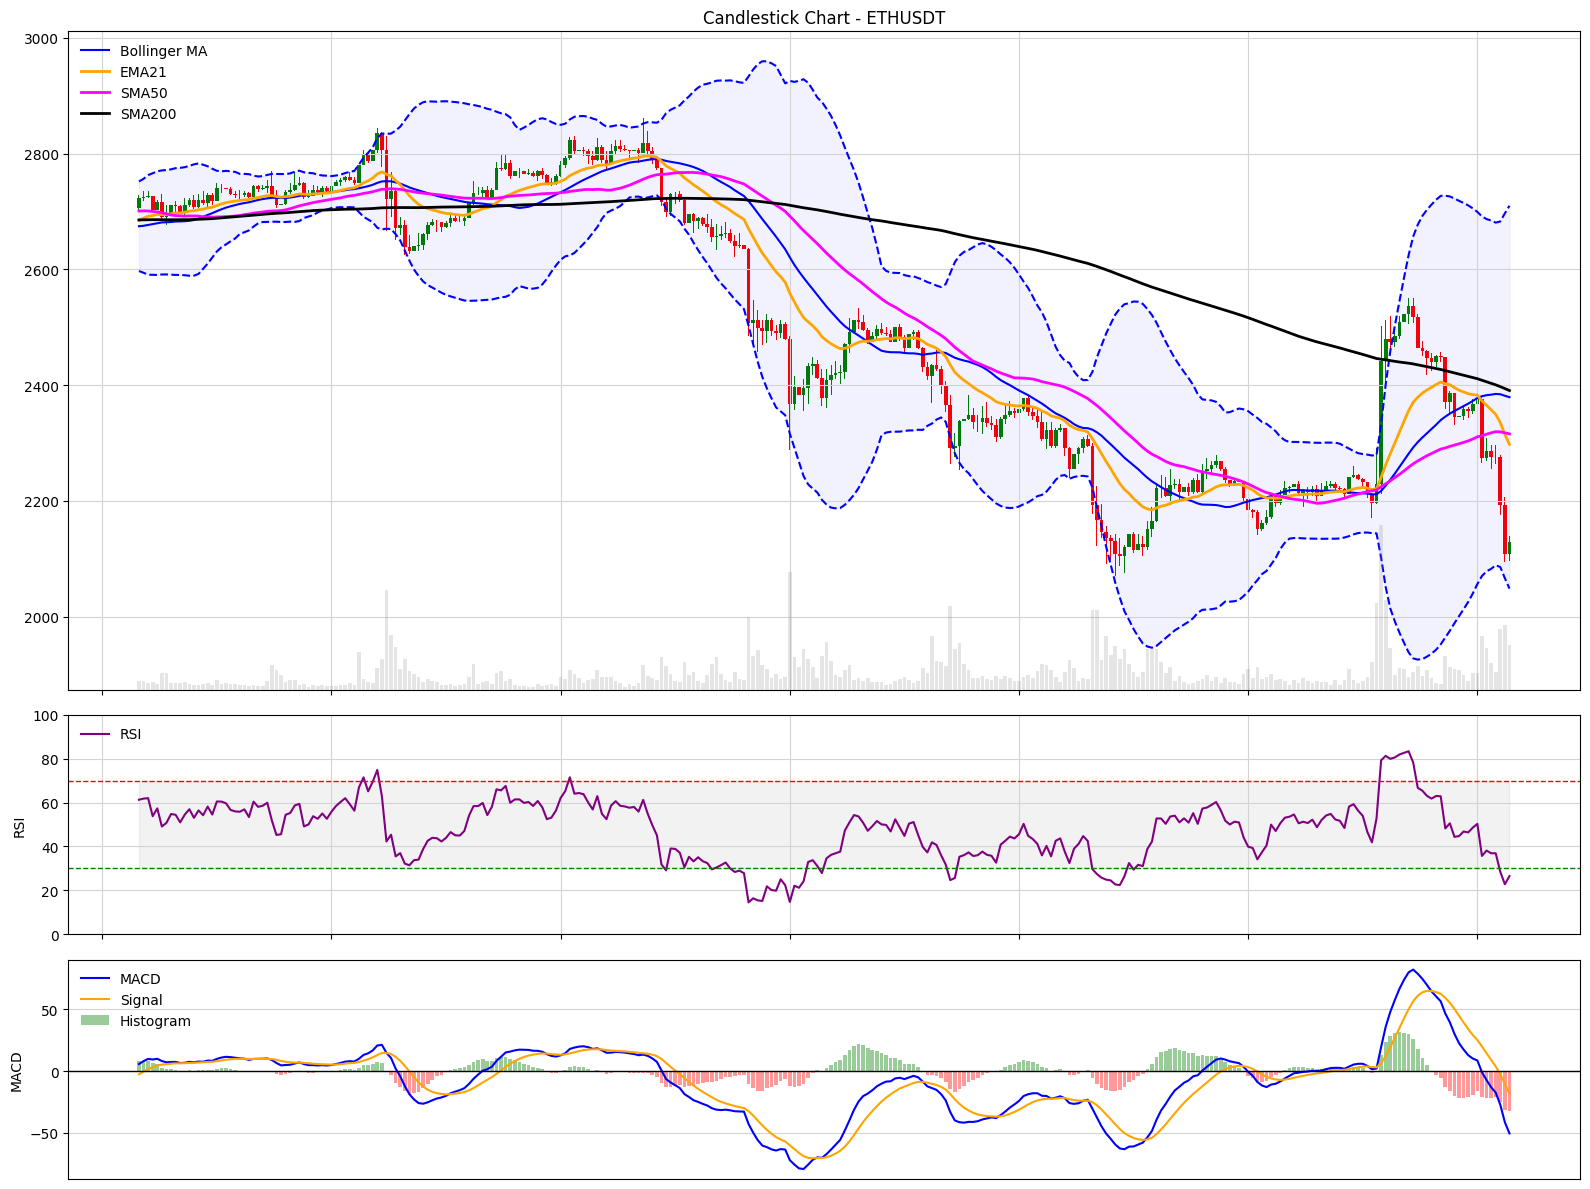 Candlestick Chart - ETHUSDT
Bollinger MA
EMA21
SMA50
SMA200
3000
2800
2600
2400
2200
2000
RSI
RSI
100
80
60
40
20
0
MACD
Signal
Histogram
MACD
50
0
−50